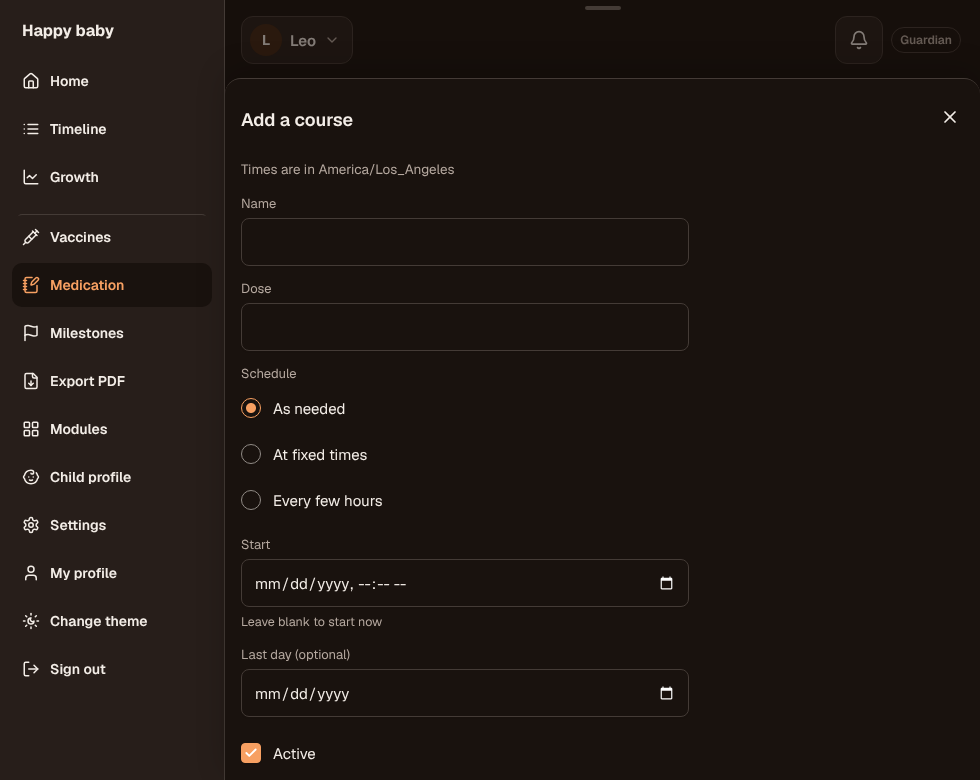 Happy baby
Home
Timeline
Growth
Vaccines
Medication
Milestones
Export PDF
Modules
Child profile
Settings
My profile
Change theme
Sign out
L Leo
Guardian
Add a course
Times are in America/Los_Angeles
Name
Dose
Schedule
As needed
At fixed times
Every few hours
Start
mm/dd/yyyy, --:-- --
Leave blank to start now
Last day (optional)
mm/dd/yyyy
Active